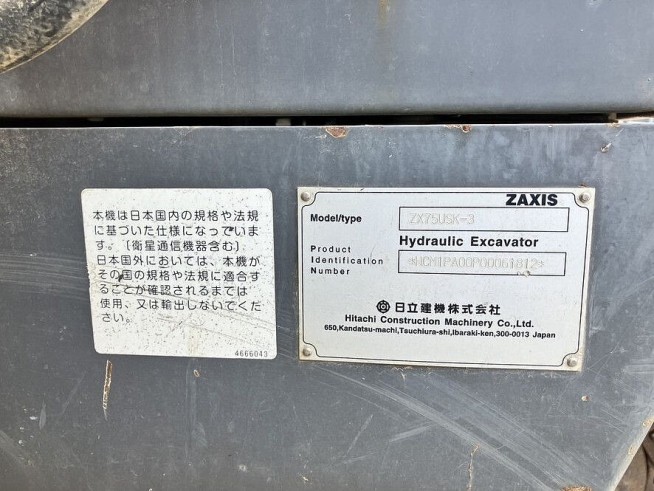 本機は日本国内の規格や法規
に基づいた仕様になっていま
す。〔衛星通信機器含む〕
日本国外においては、本機が
その国の規格や法規に適合す
ることが確認されるまでは
使用、又は輸出しないでくだ
さい。
4666043
ZAXIS
Model/type ZX75USK-3
Hydraulic Excavator
Product
Identification
Number
*HCM1PA00P00061812*
日立建機株式会社
Hitachi Construction Machinery Co.,Ltd.
650,Kandatsu-machi,Tsuchiura-shi,Ibaraki-ken,300-0013 Japan